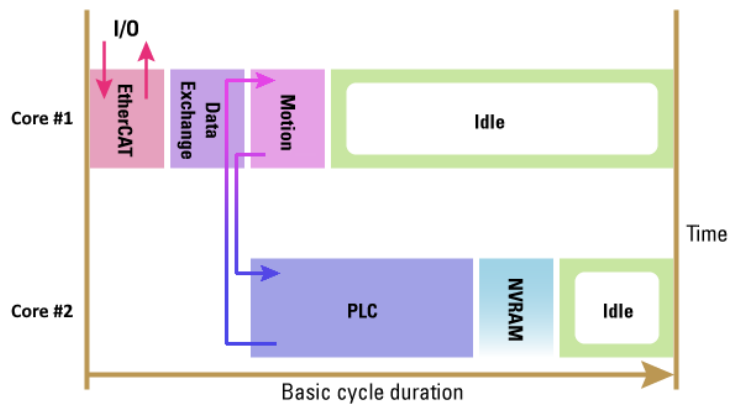 I/O
Core #1
EtherCAT
Data
Exchange
Motion
Idle
Time
Core #2
PLC
NVRAM
Idle
Basic cycle duration